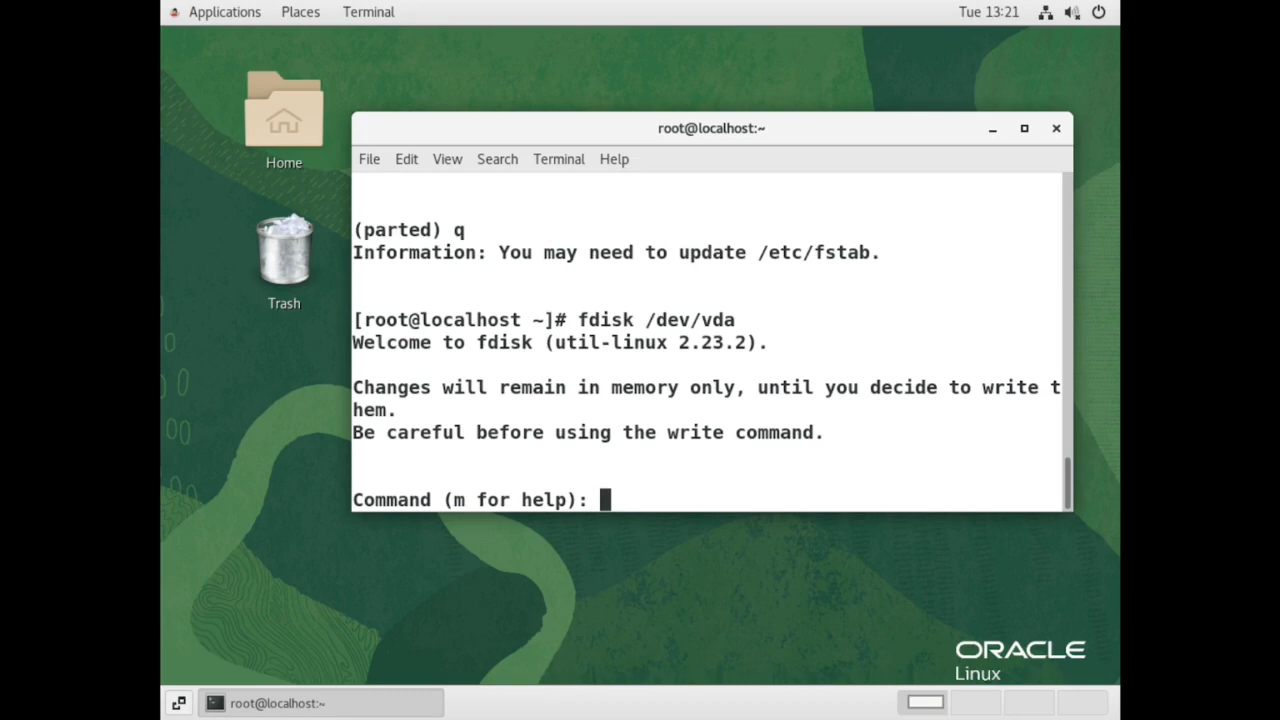 Applications Places Terminal Tue 13:21
Home
Trash
root@localhost:~
File Edit View Search Terminal Help
(parted) q
Information: You may need to update /etc/fstab.
[root@localhost ~]# fdisk /dev/vda
Welcome to fdisk (util-linux 2.23.2).
Changes will remain in memory only, until you decide to write t
hem.
Be careful before using the write command.
Command (m for help):
ORACLE
Linux
root@localhost:~